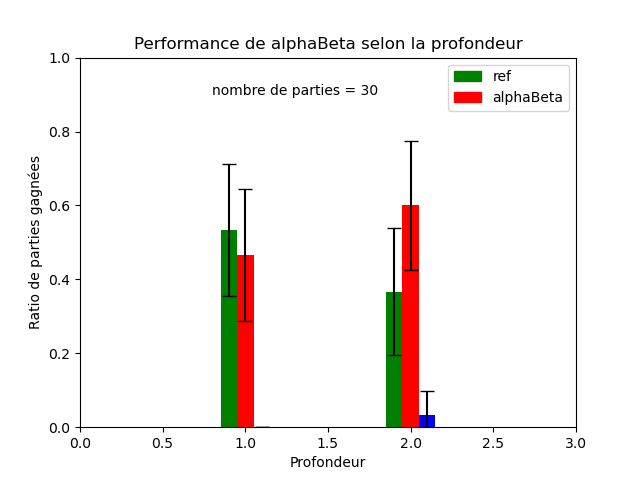 Performance de alphaBeta selon la profondeur
nombre de parties = 30
ref
alphaBeta
Ratio de parties gagnées
1.0
0.8
0.6
0.4
0.2
0.0
0.0 0.5 1.0 1.5 2.0 2.5 3.0
Profondeur